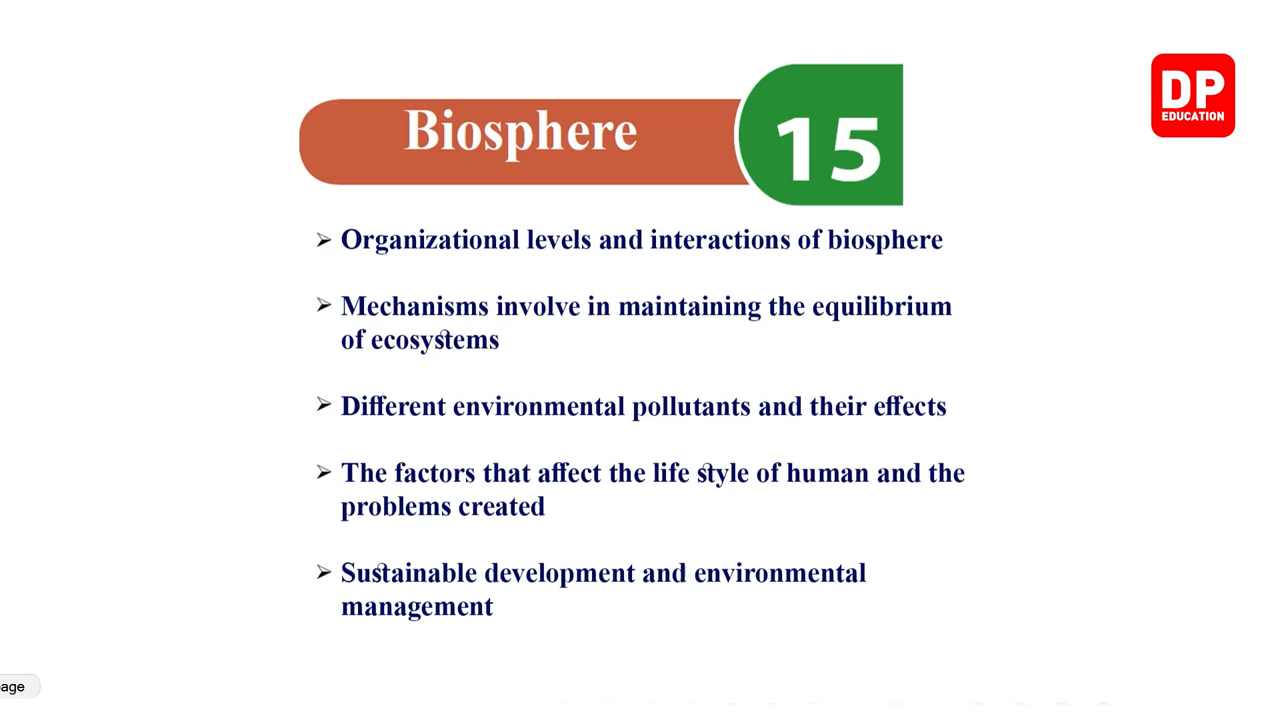 DP
EDUCATION
Biosphere
15
➢ Organizational levels and interactions of biosphere
➢ Mechanisms involve in maintaining the equilibrium
of ecosystems
➢ Different environmental pollutants and their effects
➢ The factors that affect the life style of human and the
problems created
➢ Sustainable development and environmental
management
age